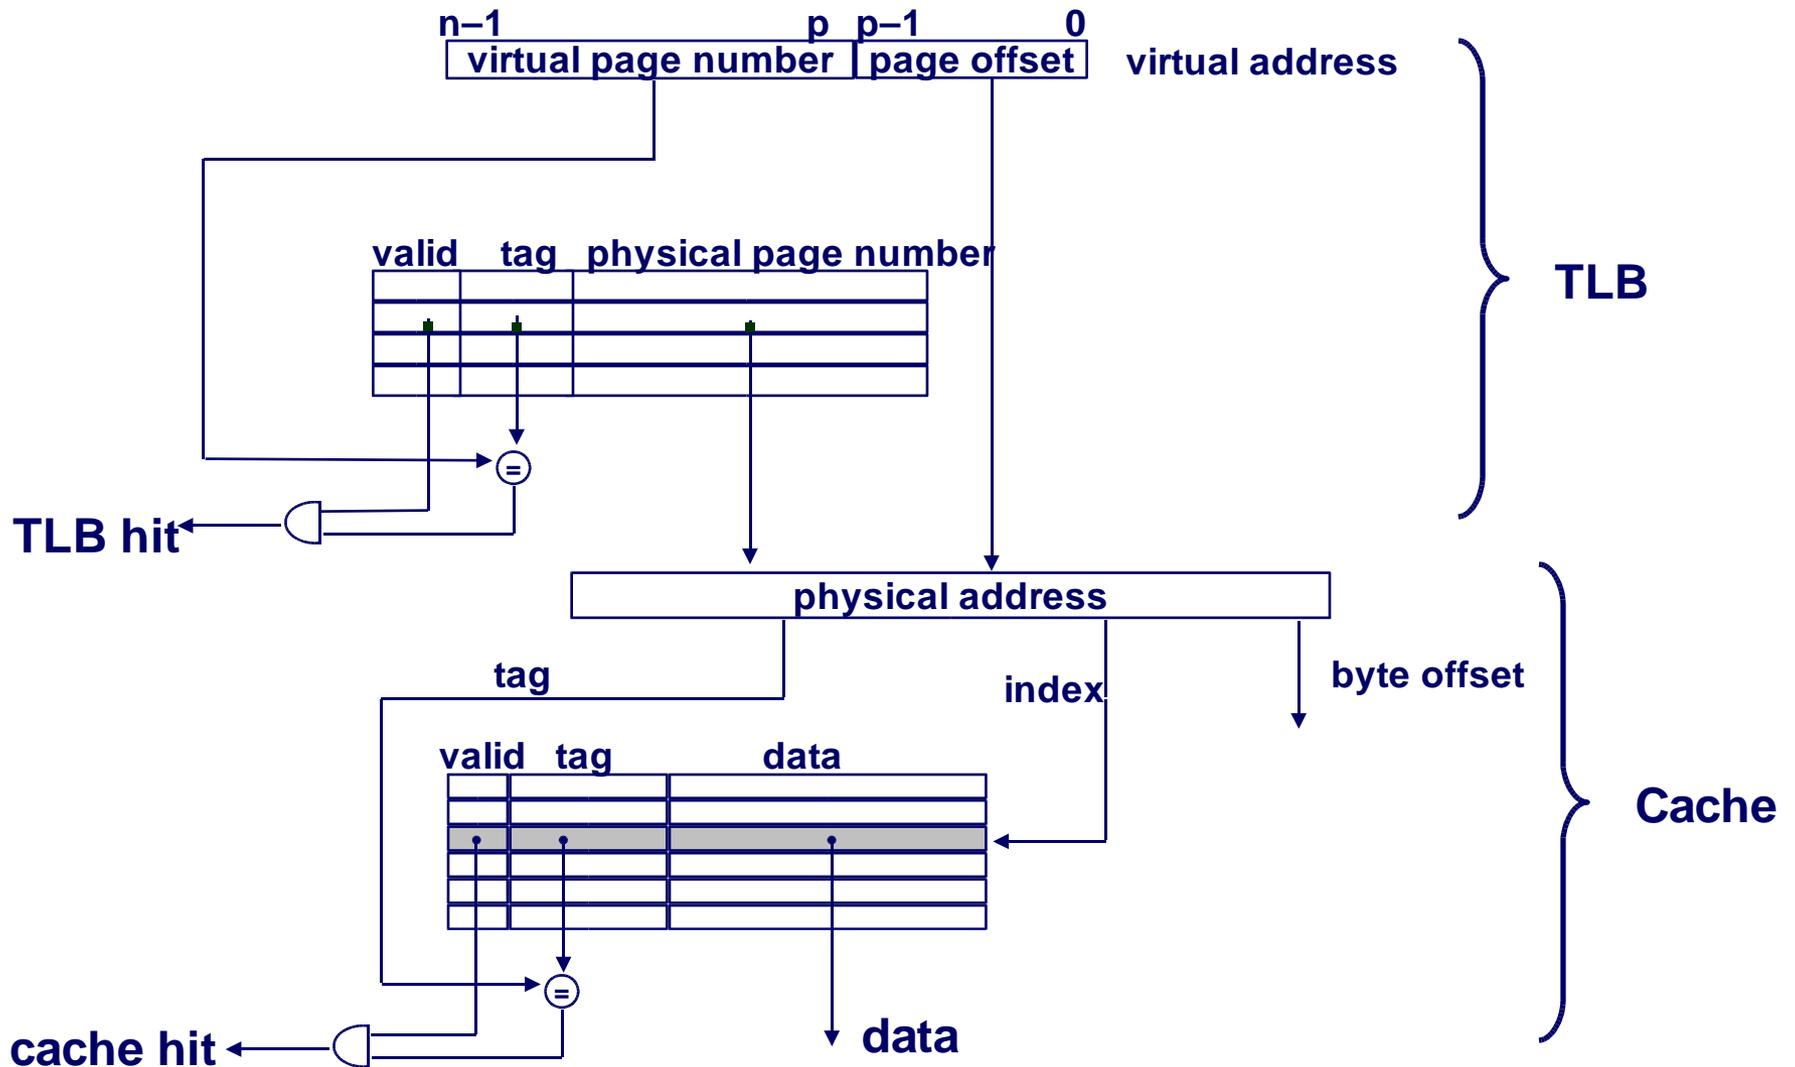 n–1 p p–1 0
virtual page number page offset virtual address
valid tag physical page number
TLB
=
TLB hit
physical address
tag index byte offset
valid tag data
Cache
=
cache hit data